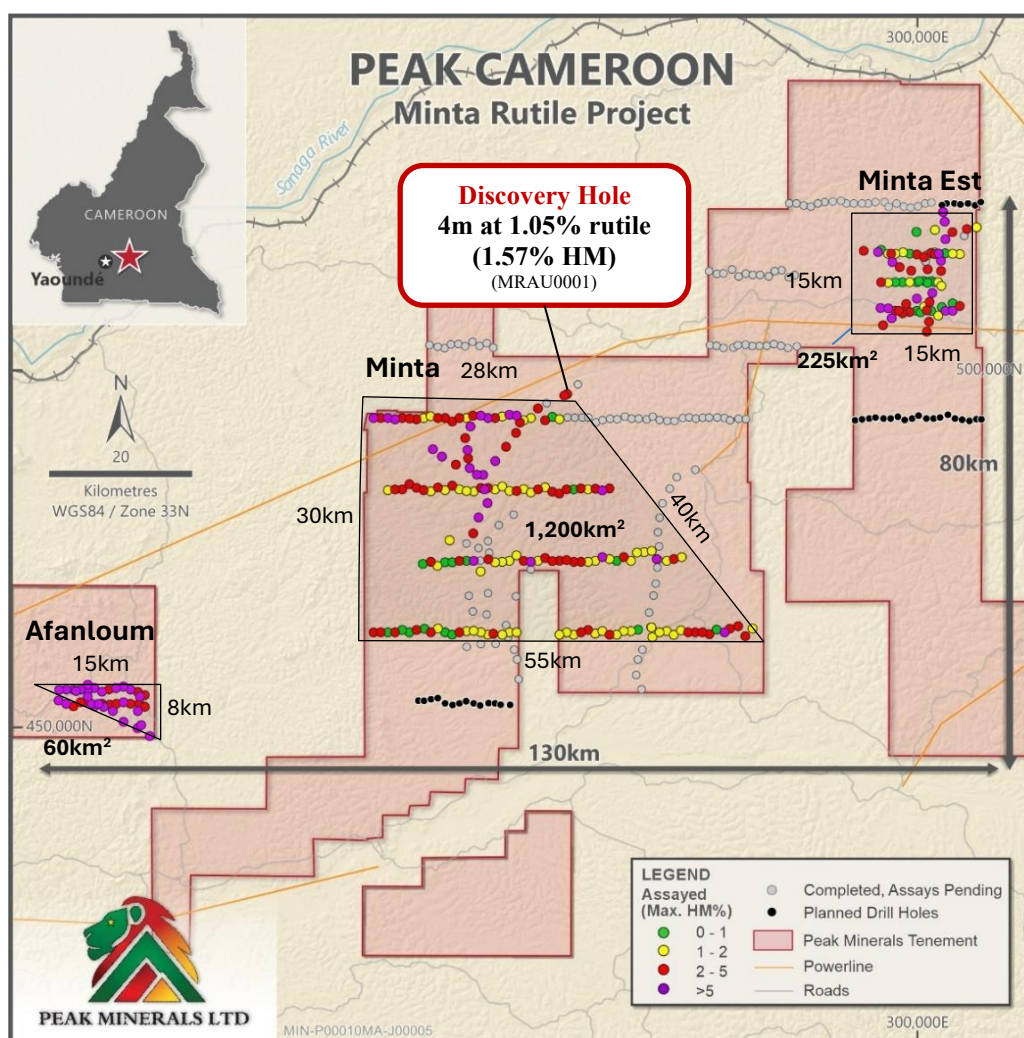 300,000E
PEAK CAMEROON
Minta Rutile Project
Sanaga River
CAMEROON
Yaoundé
Discovery Hole
4m at 1.05% rutile
(1.57% HM)
(MRAU0001)
Minta Est
15km
15km
225km²
500,000N
Minta
28km
N
20
Kilometres
WGS84 / Zone 33N
30km
40km
1,200km²
80km
55km
Afanloum
15km
8km
450,000N
60km²
130km
LEGEND
Assayed
(Max. HM%)
0 - 1
1 - 2
2 - 5
>5
Completed, Assays Pending
Planned Drill Holes
Peak Minerals Tenement
Powerline
Roads
PEAK MINERALS LTD
MIN-P00010MA-J00005
300,000E